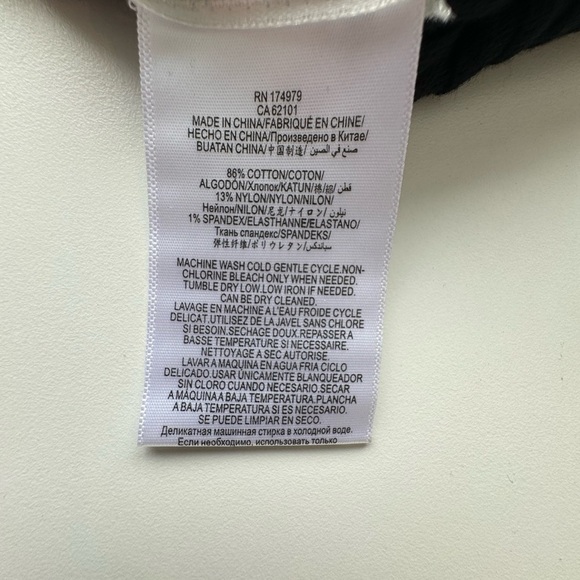 RN 174979
CA 62101
MADE IN CHINA/FABRIQUÉ EN CHINE/
HECHO EN CHINA/Произведено в Китае/
BUATAN CHINA/中国制造/ صنع في الصين/
86% COTTON/COTON/
ALGODÓN/Хлопок/KATUN/棉/綿/ قطن/
13% NYLON/NYLON/NILON/
Нейлон/NILON/尼龙/ナイロン/ نيلون/
1% SPANDEX/ELASTHANNE/ELASTANO/
Ткань спандекс/SPANDEKS/
弹性纤维/ポリウレタン/ سباندكس/
MACHINE WASH COLD GENTLE CYCLE.NON-
CHLORINE BLEACH ONLY WHEN NEEDED.
TUMBLE DRY LOW.LOW IRON IF NEEDED.
CAN BE DRY CLEANED.
LAVAGE EN MACHINE A L'EAU FROIDE CYCLE
DELICAT.UTILISEZ DE LA JAVEL SANS CHLORE
SI BESOIN.SECHAGE DOUX.REPASSER A
BASSE TEMPERATURE SI NECESSAIRE.
NETTOYAGE A SEC AUTORISE.
LAVAR A MAQUINA EN AGUA FRIA CICLO
DELICADO.USAR ÚNICAMENTE BLANQUEADOR
SIN CLORO CUANDO NECESARIO.SECAR
A MÁQUINA A BAJA TEMPERATURA.PLANCHA
A BAJA TEMPERATURA SI ES NECESARIO.
SE PUEDE LIMPIAR EN SECO.
Деликатная машинная стирка в холодной воде.
Если необходимо, использовать только